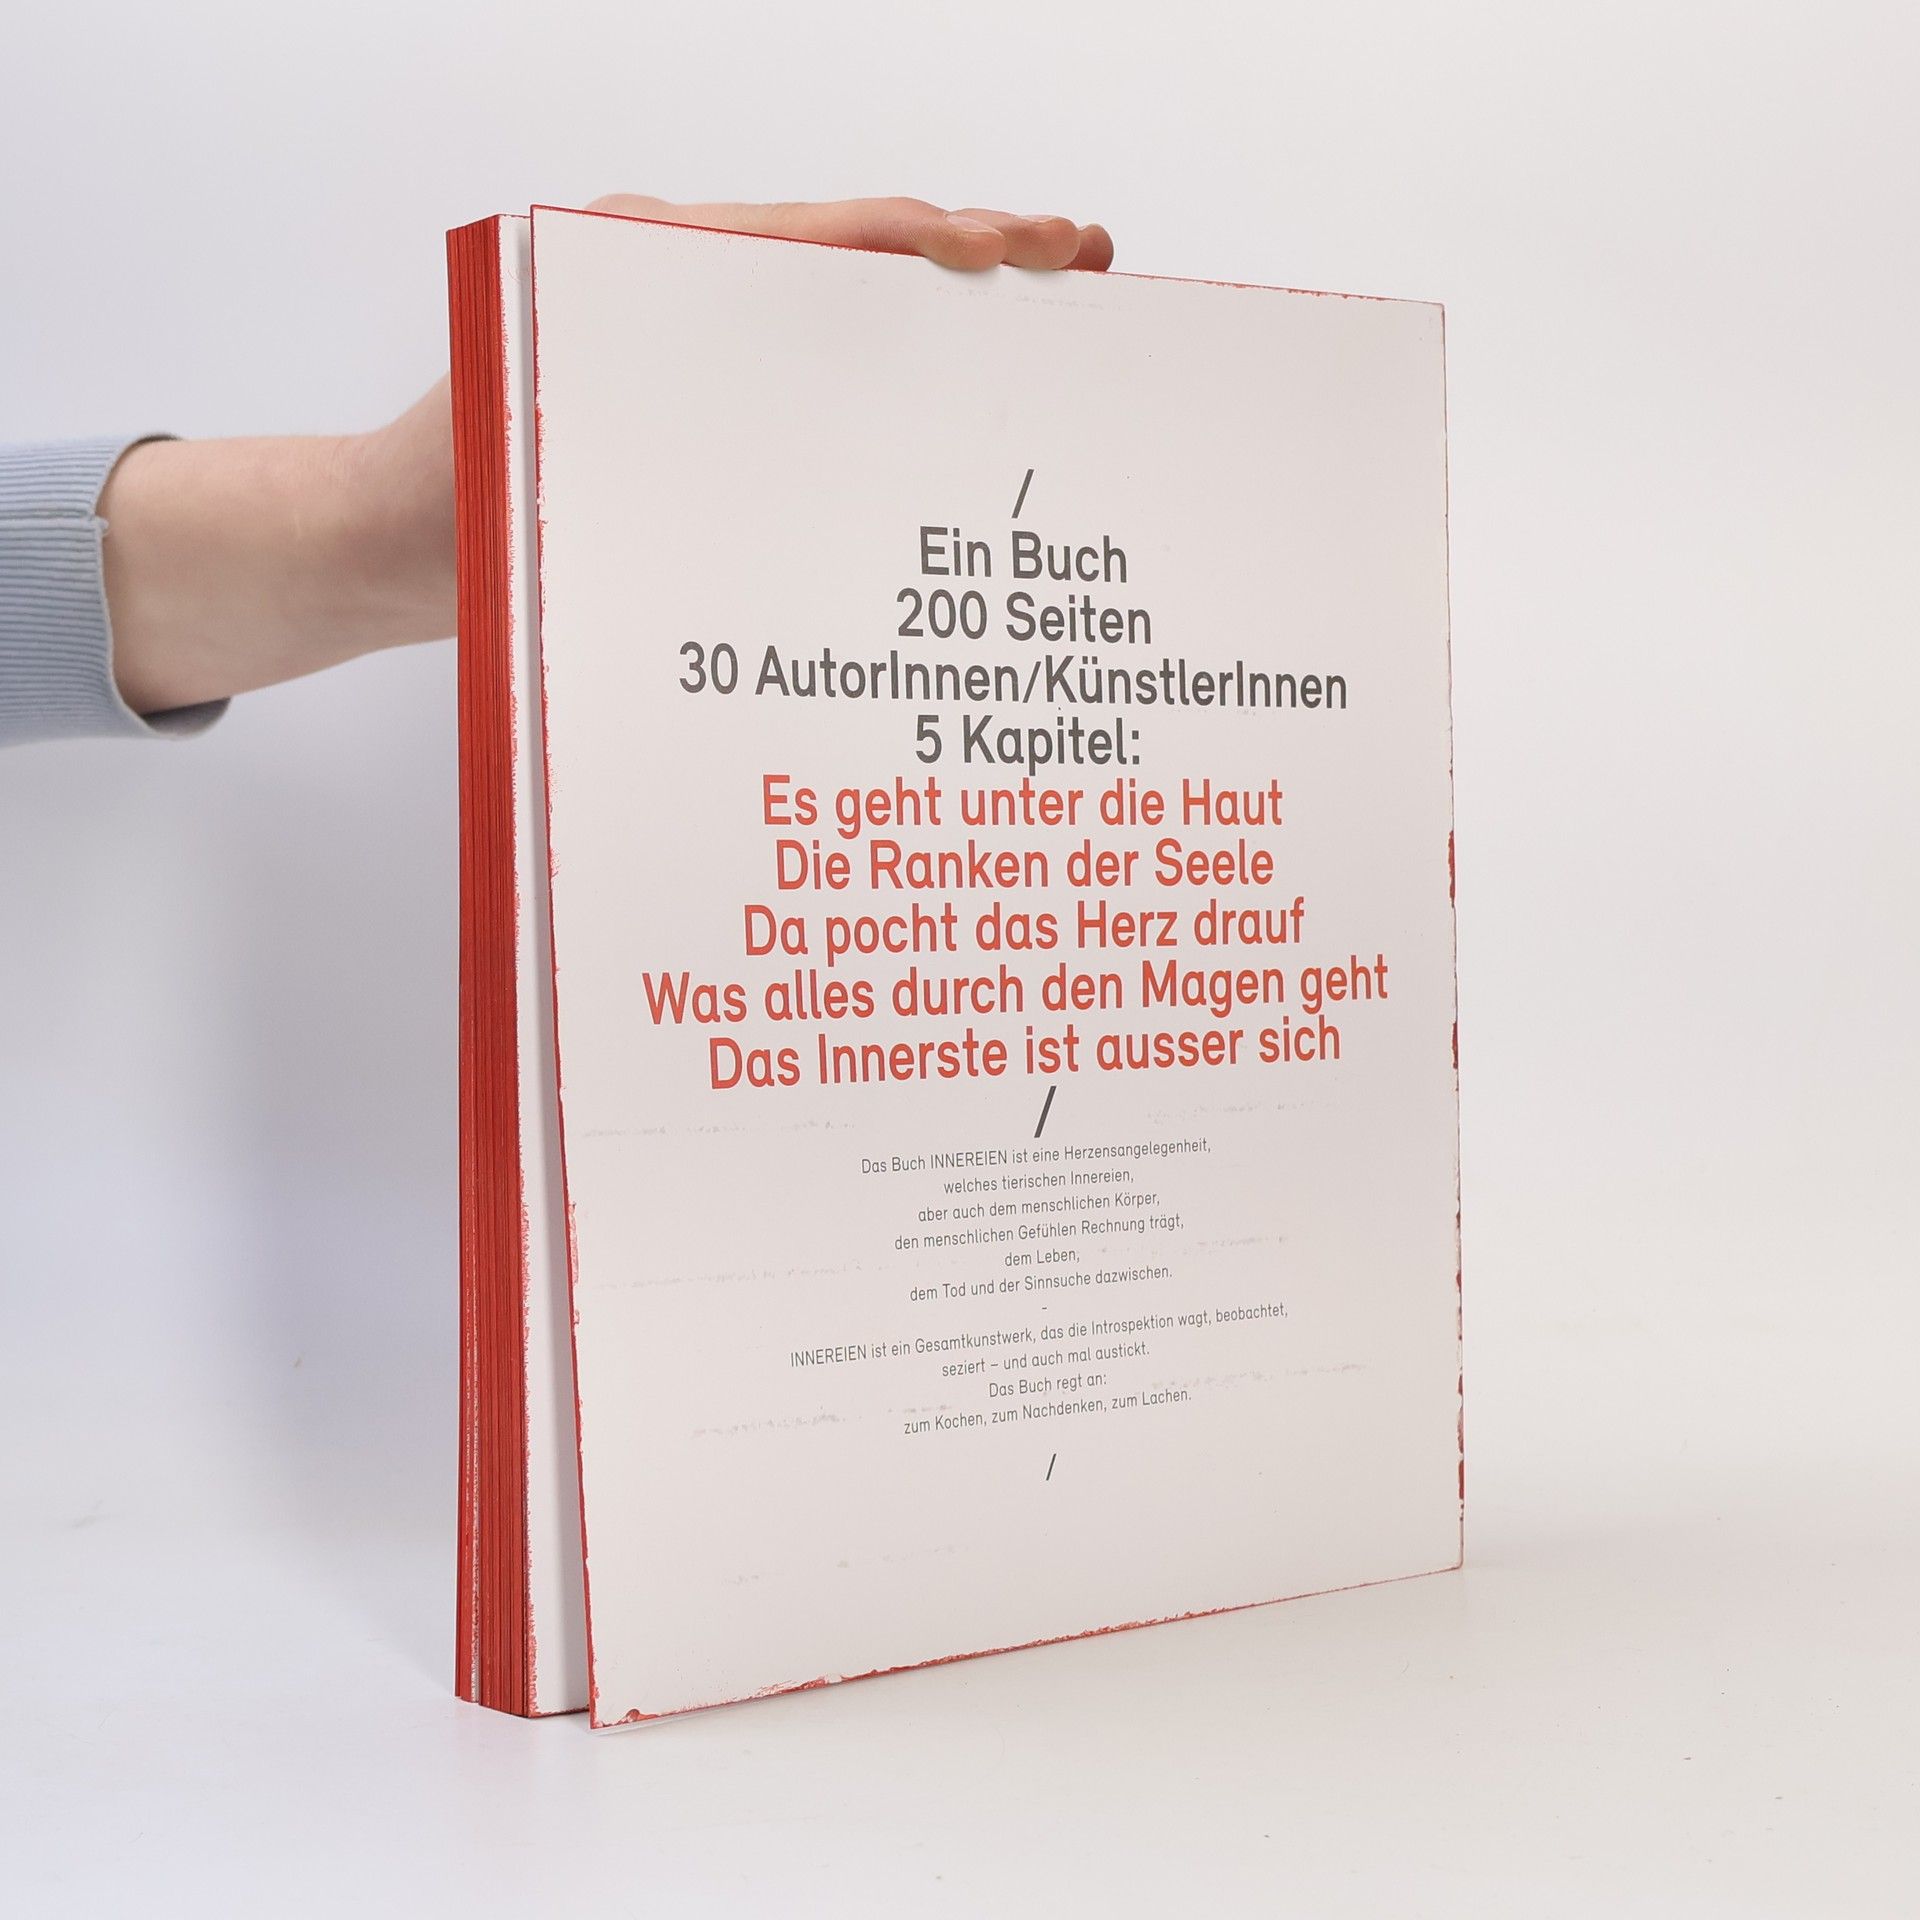 /
Ein Buch
200 Seiten
30 AutorInnen/KünstlerInnen
5 Kapitel:
Es geht unter die Haut
Die Ranken der Seele
Da pocht das Herz drauf
Was alles durch den Magen geht
Das Innerste ist ausser sich
/
Das Buch INNEREIEN ist eine Herzensangelegenheit,
welches tierischen Innereien,
aber auch dem menschlichen Körper,
den menschlichen Gefühlen Rechnung trägt,
dem Leben,
dem Tod und der Sinnsuche dazwischen.
-
INNEREIEN ist ein Gesamtkunstwerk, das die Introspektion wagt, beobachtet,
seziert – und auch mal austickt.
Das Buch regt an:
zum Kochen, zum Nachdenken, zum Lachen.
/